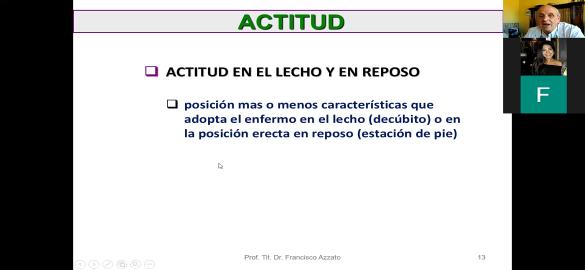 ACTITUD
ACTITUD EN EL LECHO Y EN REPOSO
posición mas o menos características que
adopta el enfermo en el lecho (decúbito) o en
la posición erecta en reposo (estación de pie)
Prof. Tit. Dr. Francisco Azzato
13
F